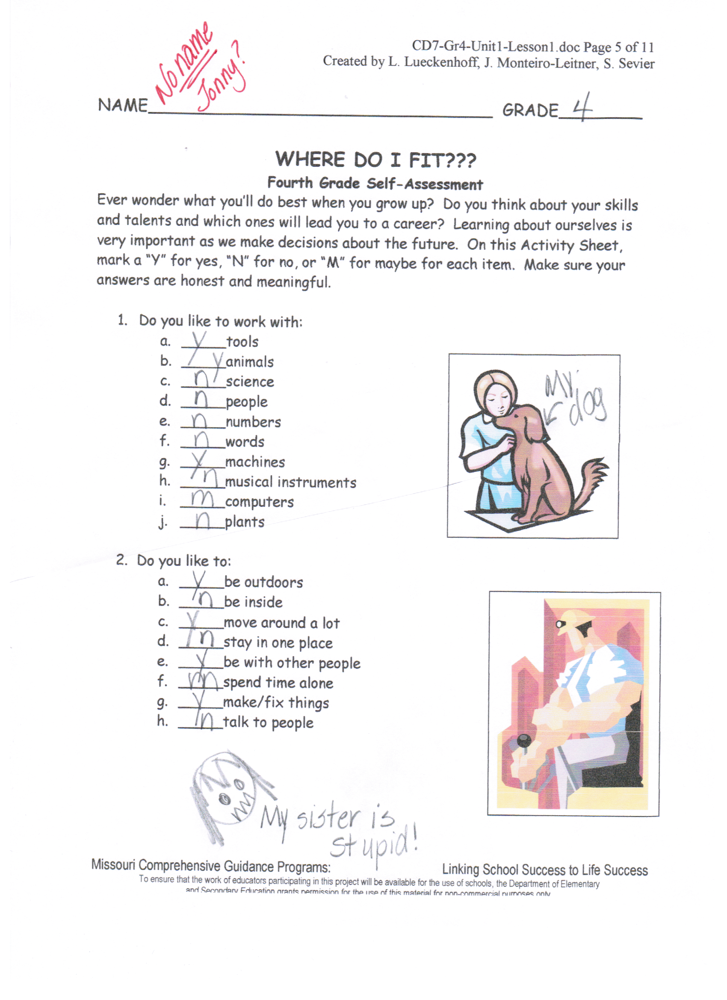 No name
Jonny?
CD7-Gr4-Unit1-Lesson1.doc Page 5 of 11
Created by L. Lueckenhoff, J. Monteiro-Leitner, S. Sevier
NAME____ GRADE 4
WHERE DO I FIT???
Fourth Grade Self-Assessment
Ever wonder what you'll do best when you grow up? Do you think about your skills
and talents and which ones will lead you to a career? Learning about ourselves is
very important as we make decisions about the future. On this Activity Sheet,
mark a "Y" for yes, "N" for no, or "M" for maybe for each item. Make sure your
answers are honest and meaningful.
1. Do you like to work with:
a. y tools
b. y animals
c. n science
d. n people
e. n numbers
f. n words
g. y machines
h. n musical instruments
i. m computers
j. n plants
My
dog
2. Do you like to:
a. y be outdoors
b. n be inside
c. y move around a lot
d. n stay in one place
e. y be with other people
f. m spend time alone
g. y make/fix things
h. n talk to people
My sister is
stupid!
Missouri Comprehensive Guidance Programs: Linking School Success to Life Success
To ensure that the work of educators participating in this project will be available for the use of schools, the Department of Elementary
and Secondary Education grants permission for the use of this material for non-commercial purposes only